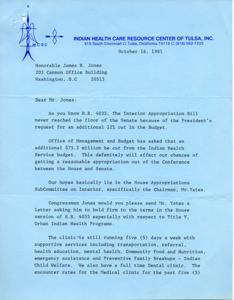 INDIAN HEALTH CARE RESOURCE CENTER OF TULSA, INC.
915 South Cincinnati Tulsa, Oklahoma 74119 (918) 582-7225
October 16, 1981
Honorable James R. Jones
203 Cannon Office Building
Washington, D.C 20515
Dear Mr. Jones:
As you know H.R. 4035, The Interior Appropriation Bill
never reached the floor of the Senate because of the President's
request for an additional 12% cut in the Budget.
Office of Management and Budget has asked that an
additional $75.2 million be cut from the Indian Health
Service budget. This definitely will affect our chances of
getting a reasonable appropriation out of the Conference
between the House and Senate.
Our hopes basically lie in the House Appropriations
SubCommittee on Interior, specifically the Chairman, Mr. Yates.
Congressmen Jones would you please send Mr. Yates a
letter asking him to hold firm to the terms in the House
version of H.R. 4035 especially with respect to Title V,
Urban Indian Health Programs.
The clinic is still running five (5) days a week with
supportive services including transportation, referral,
health education, mental health, Community Food and Nutrition,
emergency assistance and Preventive Family Breakups - Indian
Child Welfare. We also have a full time Dental clinic. The
encounter rates for the Medical clinic for the past five (5)